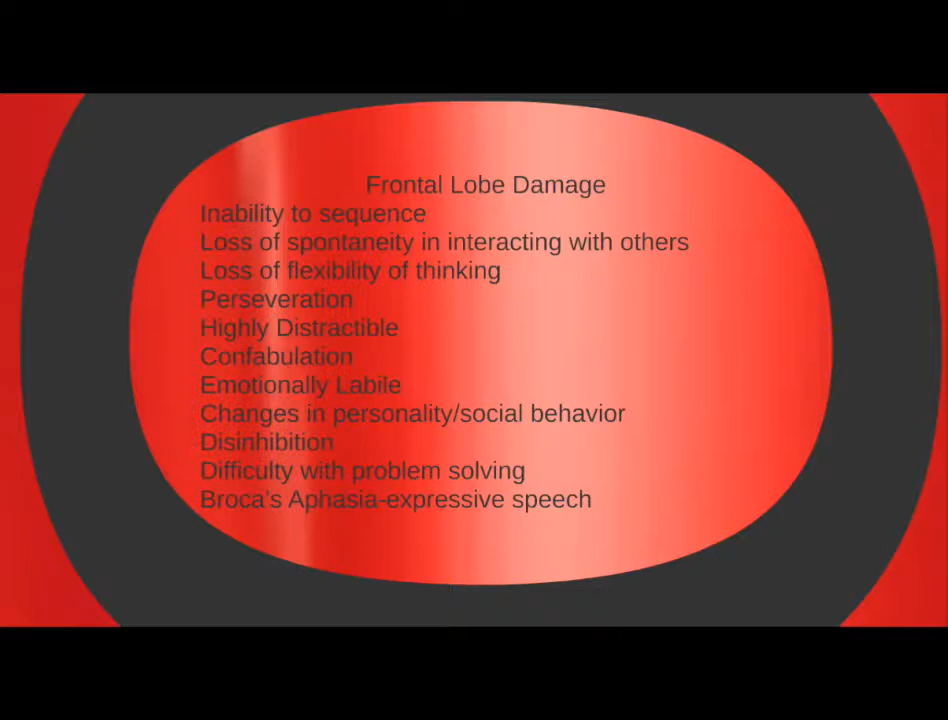 Frontal Lobe Damage
Inability to sequence
Loss of spontaneity in interacting with others
Loss of flexibility of thinking
Perseveration
Highly Distractible
Confabulation
Emotionally Labile
Changes in personality/social behavior
Disinhibition
Difficulty with problem solving
Broca's Aphasia-expressive speech